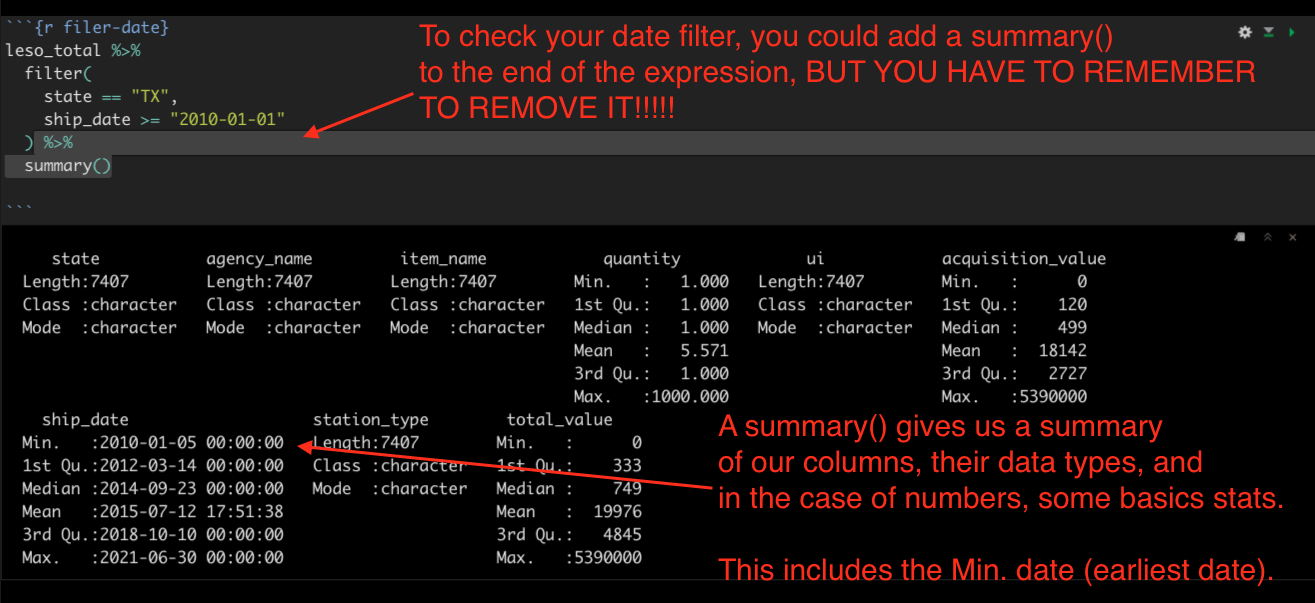 ```{r filer-date}
leso_total %>%
  filter(
    state == "TX",
    ship_date >= "2010-01-01"
  ) %>%
  summary()
```
To check your date filter, you could add a summary()
to the end of the expression, BUT YOU HAVE TO REMEMBER
TO REMOVE IT!!!!!
    state           agency_name         item_name            quantity             ui            acquisition_value
 Length:7407        Length:7407        Length:7407        Min.   :   1.000   Length:7407        Min.   :      0
 Class :character   Class :character   Class :character   1st Qu.:   1.000   Class :character   1st Qu.:    120
 Mode  :character   Mode  :character   Mode  :character   Median :   1.000   Mode  :character   Median :    499
                                                          Mean   :   5.571                      Mean   :  18142
                                                          3rd Qu.:   1.000                      3rd Qu.:   2727
                                                          Max.   :1000.000                      Max.   :5390000
   ship_date                   station_type        total_value
 Min.   :2010-01-05 00:00:00   Length:7407        Min.   :      0
 1st Qu.:2012-03-14 00:00:00   Class :character   1st Qu.:    333
 Median :2014-09-23 00:00:00   Mode  :character   Median :    749
 Mean   :2015-07-12 17:51:38                      Mean   :  19976
 3rd Qu.:2018-10-10 00:00:00                      3rd Qu.:   4845
 Max.   :2021-06-30 00:00:00                      Max.   :5390000
A summary() gives us a summary
of our columns, their data types, and
in the case of numbers, some basics stats.
This includes the Min. date (earliest date).